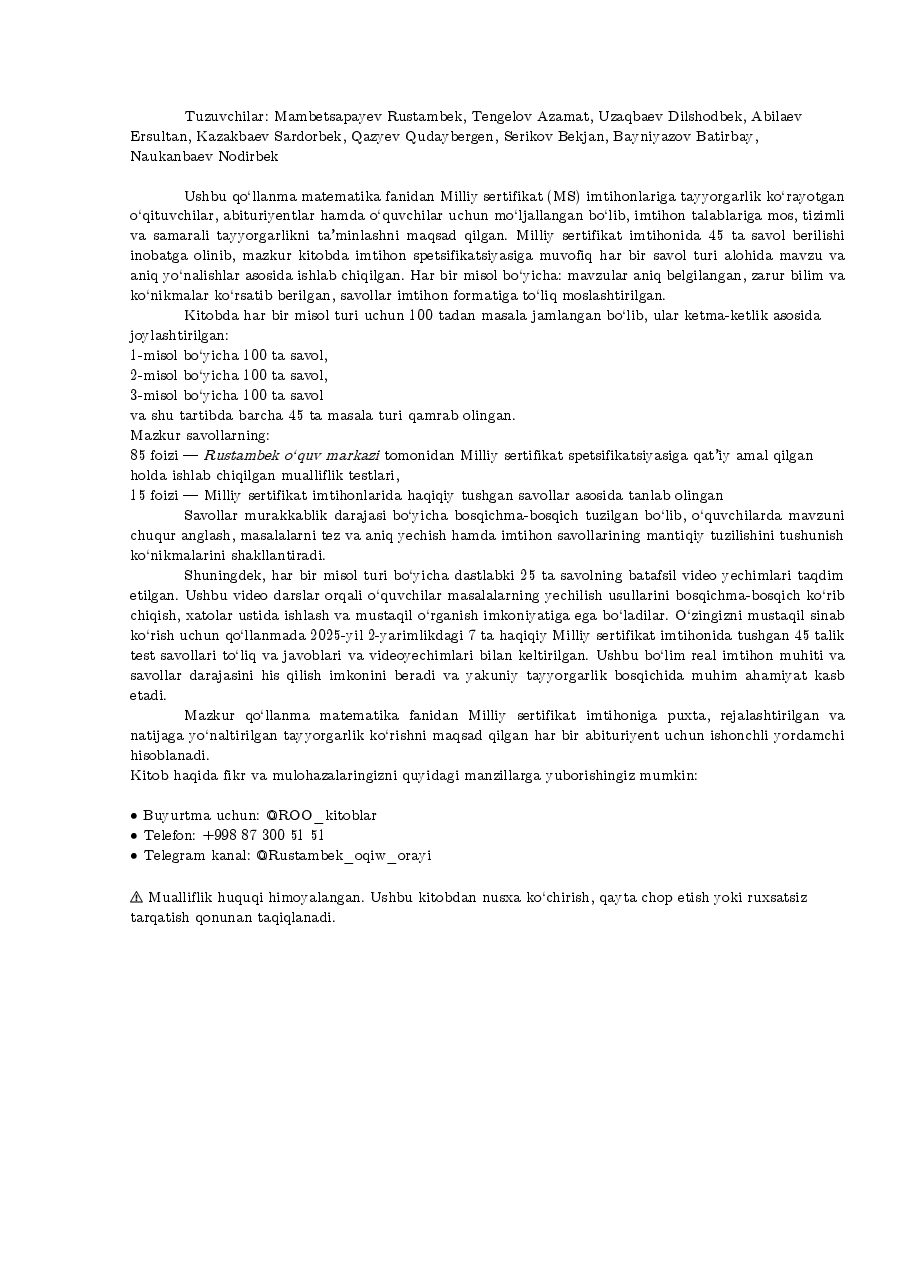 Tuzuvchilar: Mambetsapayev Rustambek, Tengelov Azamat, Uzaqbaev Dilshodbek, Abilaev
Ersultan, Kazakbaev Sardorbek, Qazyev Qudaybergen, Serikov Bekjan, Bayniyazov Batirbay,
Naukanbaev Nodirbek
Ushbu qo‘llanma matematika fanidan Milliy sertifikat (MS) imtihonlariga tayyorgarlik ko‘rayotgan
o‘qituvchilar, abituriyentlar hamda o‘quvchilar uchun mo‘ljallangan bo‘lib, imtihon talablariga mos, tizimli
va samarali tayyorgarlikni ta’minlashni maqsad qilgan. Milliy sertifikat imtihonida 45 ta savol berilishi
inobatga olinib, mazkur kitobda imtihon spetsifikatsiyasiga muvofiq har bir savol turi alohida mavzu va
aniq yo‘nalishlar asosida ishlab chiqilgan. Har bir misol bo‘yicha: mavzular aniq belgilangan, zarur bilim va
ko‘nikmalar ko‘rsatib berilgan, savollar imtihon formatiga to‘liq moslashtirilgan.
Kitobda har bir misol turi uchun 100 tadan masala jamlangan bo‘lib, ular ketma-ketlik asosida
joylashtirilgan:
1-misol bo‘yicha 100 ta savol,
2-misol bo‘yicha 100 ta savol,
3-misol bo‘yicha 100 ta savol
va shu tartibda barcha 45 ta masala turi qamrab olingan.
Mazkur savollarning:
85 foizi — Rustambek o‘quv markazi tomonidan Milliy sertifikat spetsifikatsiyasiga qat’iy amal qilgan
holda ishlab chiqilgan mualliflik testlari,
15 foizi — Milliy sertifikat imtihonlarida haqiqiy tushgan savollar asosida tanlab olingan
Savollar murakkablik darajasi bo‘yicha bosqichma-bosqich tuzilgan bo‘lib, o‘quvchilarda mavzuni
chuqur anglash, masalalarni tez va aniq yechish hamda imtihon savollarining mantiqiy tuzilishini tushunish
ko‘nikmalarini shakllantiradi.
Shuningdek, har bir misol turi bo‘yicha dastlabki 25 ta savolning batafsil video yechimlari taqdim
etilgan. Ushbu video darslar orqali o‘quvchilar masalalarning yechilish usullarini bosqichma-bosqich ko‘rib
chiqish, xatolar ustida ishlash va mustaqil o‘rganish imkoniyatiga ega bo‘ladilar. O‘zingizni mustaqil sinab
ko‘rish uchun qo‘llanmada 2025-yil 2-yarimlikdagi 7 ta haqiqiy Milliy sertifikat imtihonida tushgan 45 talik
test savollari to‘liq va javoblari va videoyechimlari bilan keltirilgan. Ushbu bo‘lim real imtihon muhiti va
savollar darajasini his qilish imkonini beradi va yakuniy tayyorgarlik bosqichida muhim ahamiyat kasb
etadi.
Mazkur qo‘llanma matematika fanidan Milliy sertifikat imtihoniga puxta, rejalashtirilgan va
natijaga yo‘naltirilgan tayyorgarlik ko‘rishni maqsad qilgan har bir abituriyent uchun ishonchli yordamchi
hisoblanadi.
Kitob haqida fikr va mulohazalaringizni quyidagi manzillarga yuborishingiz mumkin:
• Buyurtma uchun: @ROO_kitoblar
• Telefon: +998 87 300 51 51
• Telegram kanal: @Rustambek_oqiw_orayi
⚠ Mualliflik huquqi himoyalangan. Ushbu kitobdan nusxa ko‘chirish, qayta chop etish yoki ruxsatsiz
tarqatish qonunan taqiqlanadi.